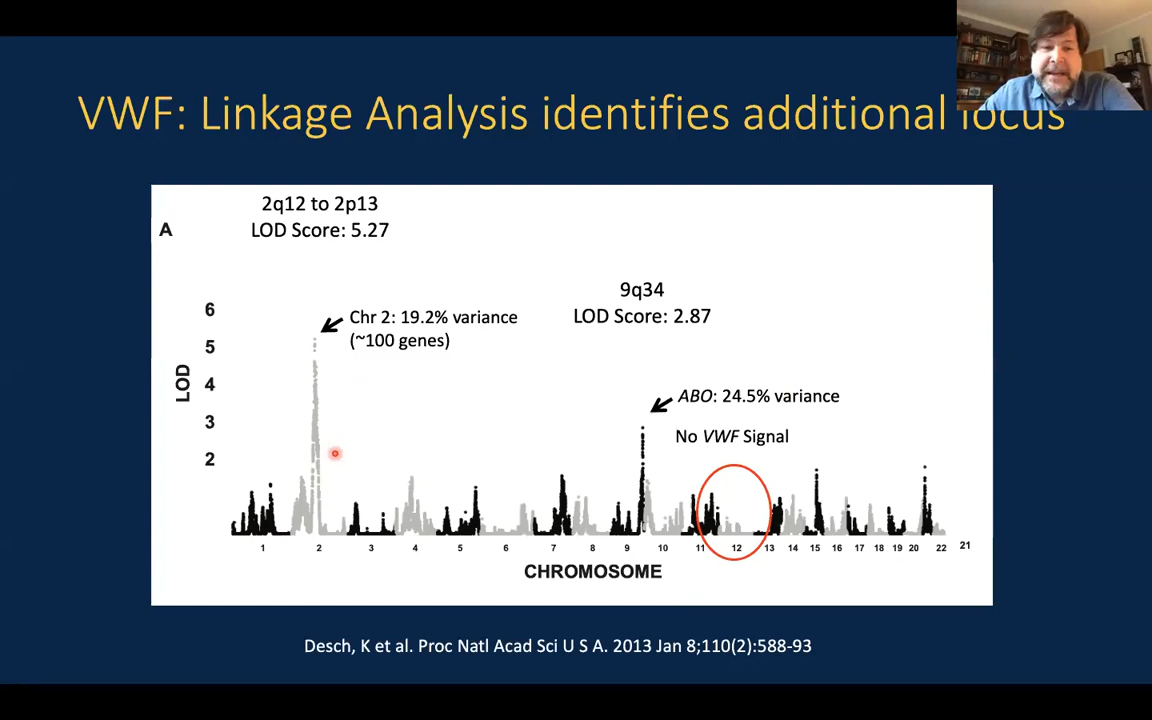 VWF: Linkage Analysis identifies additional locus
2q12 to 2p13
A
LOD Score: 5.27
9q34
LOD Score: 2.87
6
5
4
3
2
LOD
Chr 2: 19.2% variance
(~100 genes)
ABO: 24.5% variance
No VWF Signal
1 2 3 4 5 6 7 8 9 10 11 12 13 14 15 16 17 18 19 20 22 21
CHROMOSOME
Desch, K et al. Proc Natl Acad Sci U S A. 2013 Jan 8;110(2):588-93